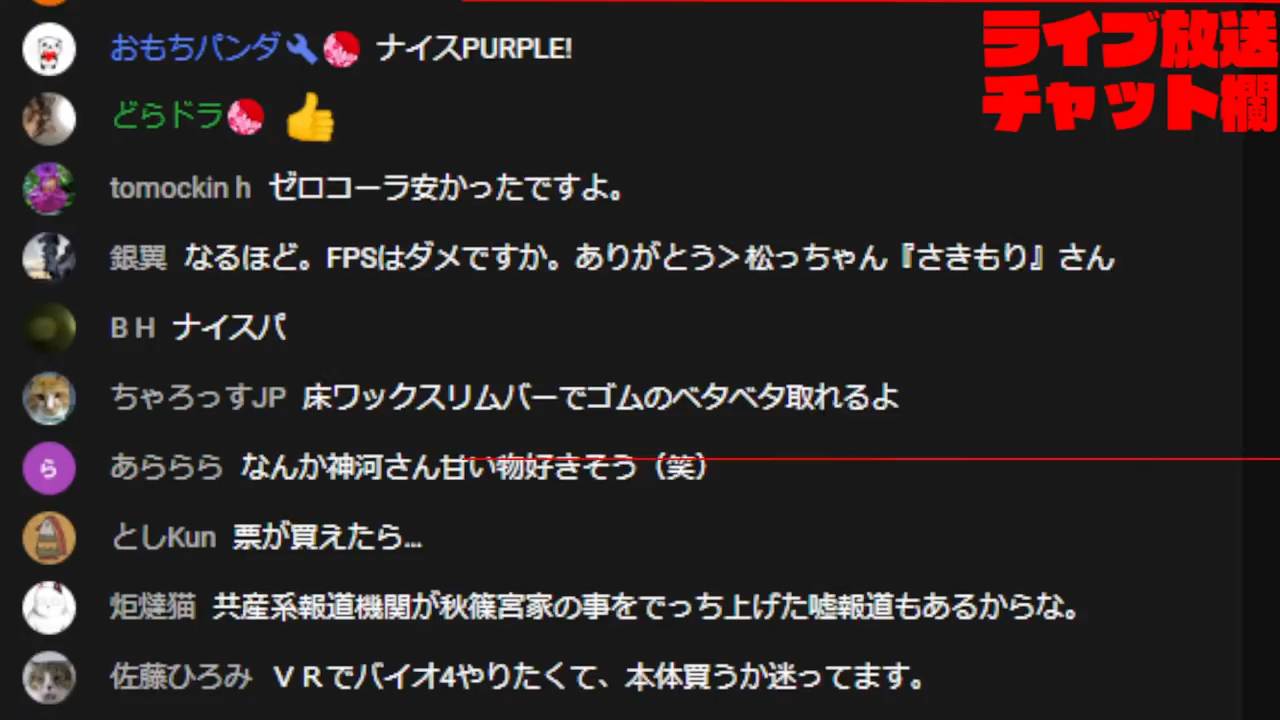 ライブ放送
チャット欄
おもちパンダ ナイスPURPLE!
どらドラ
tomockin h ゼロコーラ安かったですよ。
銀翼 なるほど。FPSはダメですか。ありがとう＞松っちゃん『さきもり』さん
B H ナイスパ
ちゃろっすJP 床ワックスリムバーでゴムのベタベタ取れるよ
ら あららら なんか神河さん甘い物好きそう（笑）
としKun 票が買えたら...
炬燵猫 共産系報道機関が秋篠宮家の事をでっち上げた嘘報道もあるからな。
佐藤ひろみ ＶＲでバイオ4やりたくて、本体買うか迷ってます。